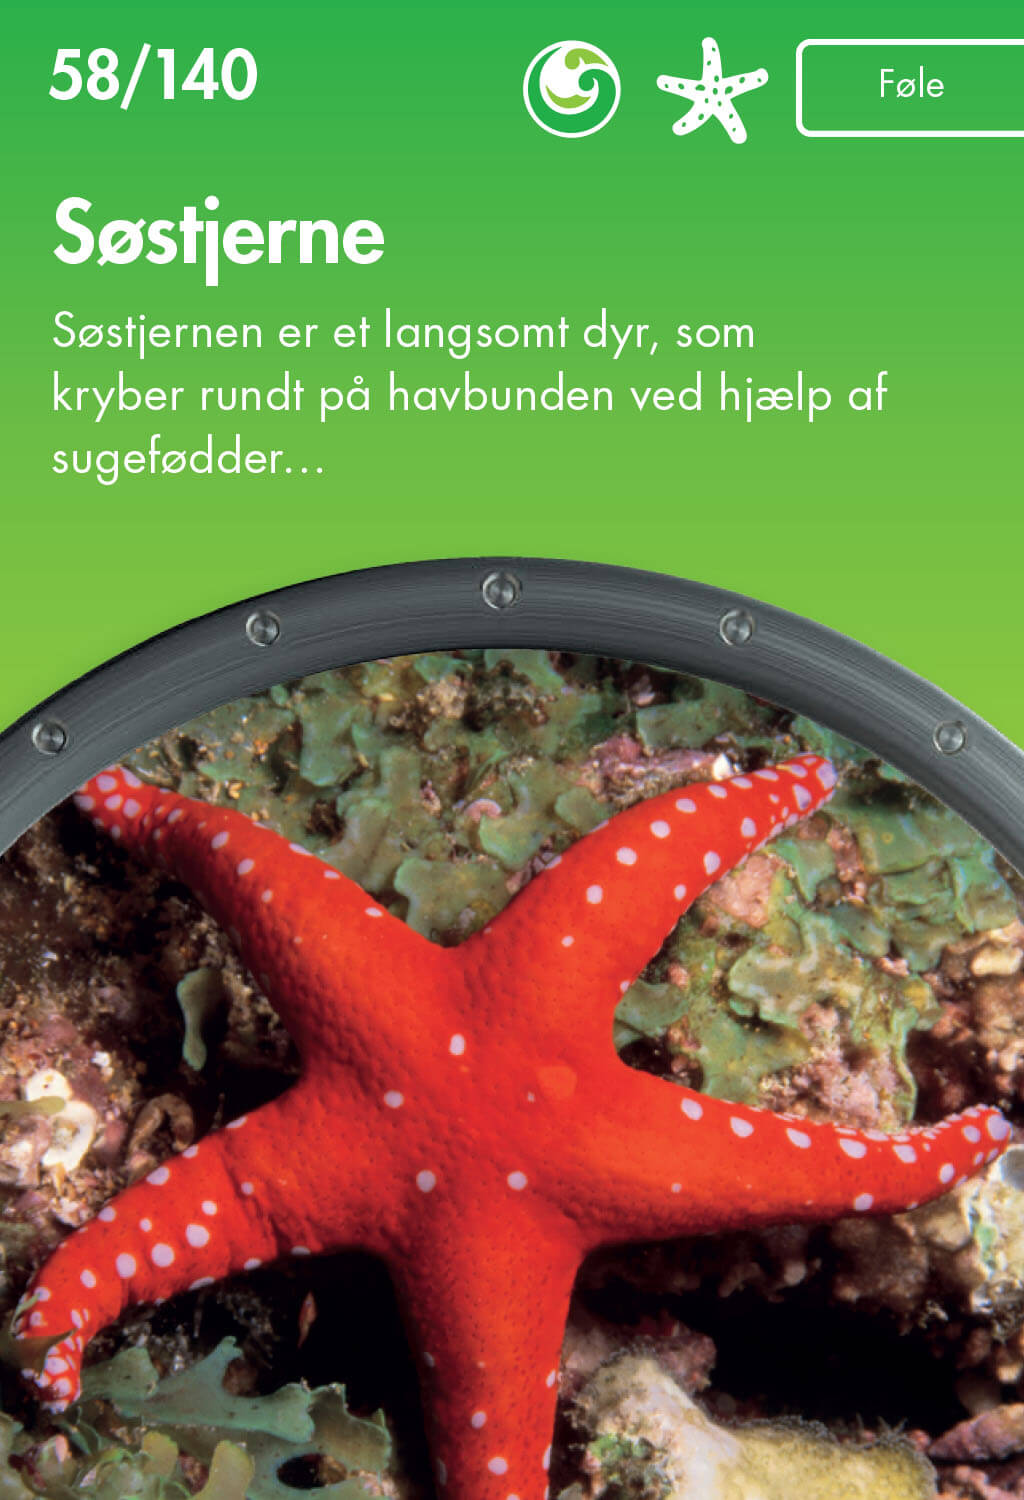 58/140
Føle
Søstjerne
Søstjernen er et langsomt dyr, som
kryber rundt på havbunden ved hjælp af
sugefødder...